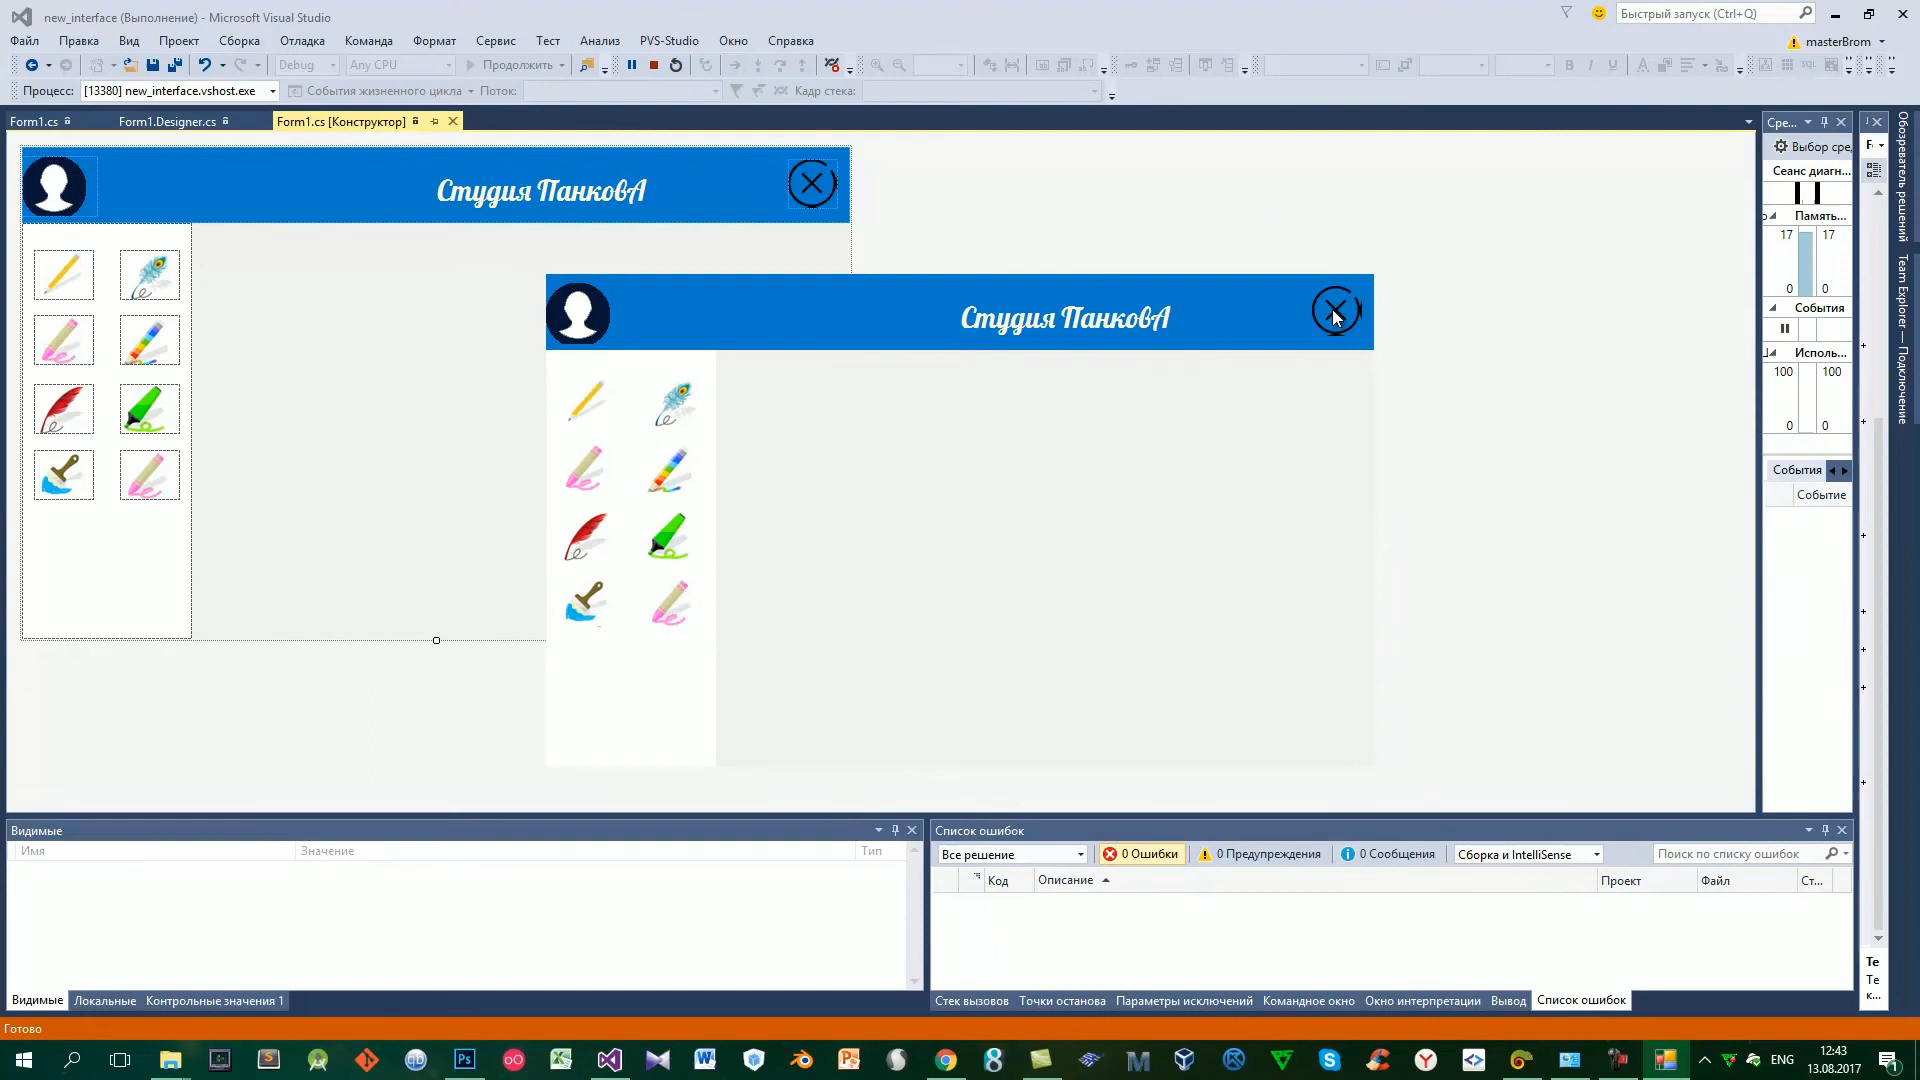 new_interface (Выполнение) - Microsoft Visual Studio
Быстрый запуск (Ctrl+Q)
Файл Правка Вид Проект Сборка Отладка Команда Формат Сервис Тест Анализ PVS-Studio Окно Справка
masterBrom
Debug Any CPU Продолжить
Процесс: [13380] new_interface.vshost.exe События жизненного цикла Поток: Кадр стека:
Form1.cs Form1.Designer.cs Form1.cs [Конструктор]
Сре...
Выбор сре
Сеанс диагн...
Память...
17 17
0 0
События
Исполь...
100 100
0 0
События
Событие
Обозреватель решений
Team Explorer — Подключение
Студия ПанковА
Студия ПанковА
Видимые
Имя Значение Тип
Видимые Локальные Контрольные значения 1
Список ошибок
Все решение 0 Ошибки 0 Предупреждения 0 Сообщения Сборка и IntelliSense Поиск по списку ошибок
Код Описание Проект Файл Ст...
Стек вызовов Точки останова Параметры исключений Командное окно Окно интерпретации Вывод Список ошибок
Те
Те
к...
Готово
ENG
12:43
13.08.2017